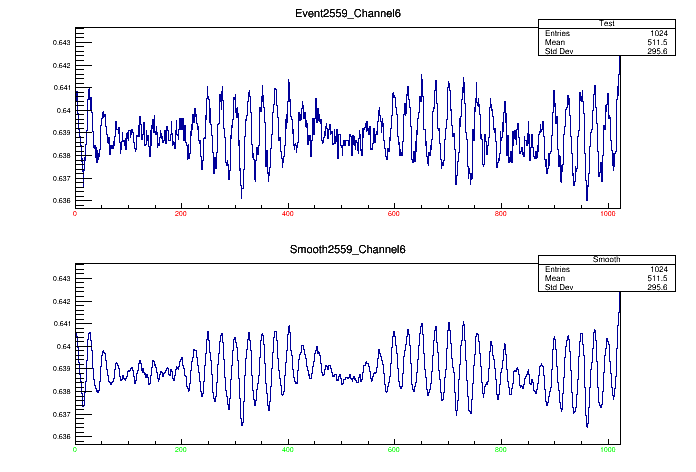 Event2559_Channel6
Test
Entries 1024
Mean 511.5
Std Dev 295.6
0.643
0.642
0.641
0.64
0.639
0.638
0.637
0.636
0 200 400 600 800 1000
Smooth2559_Channel6
Smooth
Entries 1024
Mean 511.5
Std Dev 295.6
0.643
0.642
0.641
0.64
0.639
0.638
0.637
0.636
0 200 400 600 800 1000